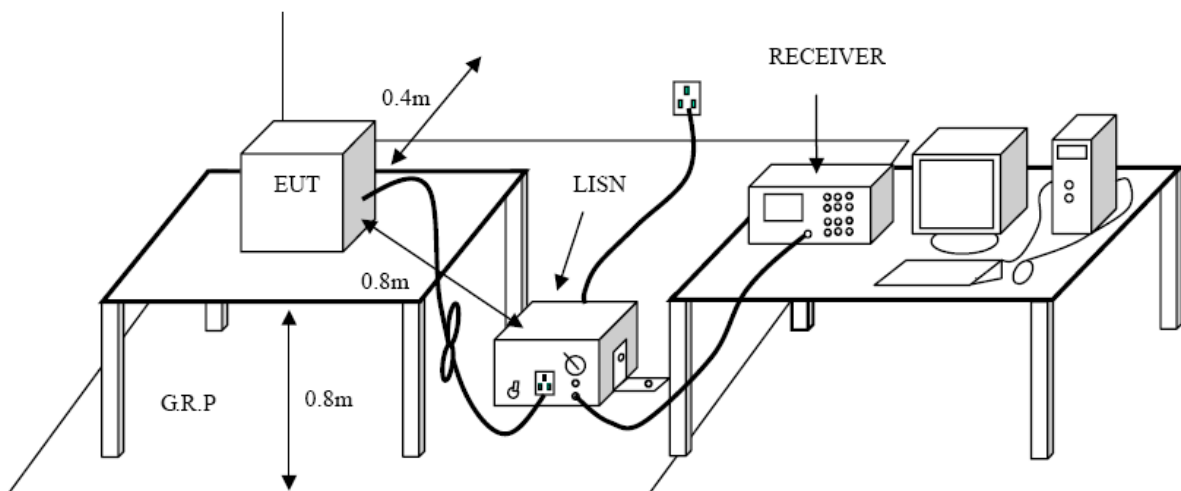 RECEIVER
0.4m
EUT
LISN
0.8m
G.R.P
0.8m